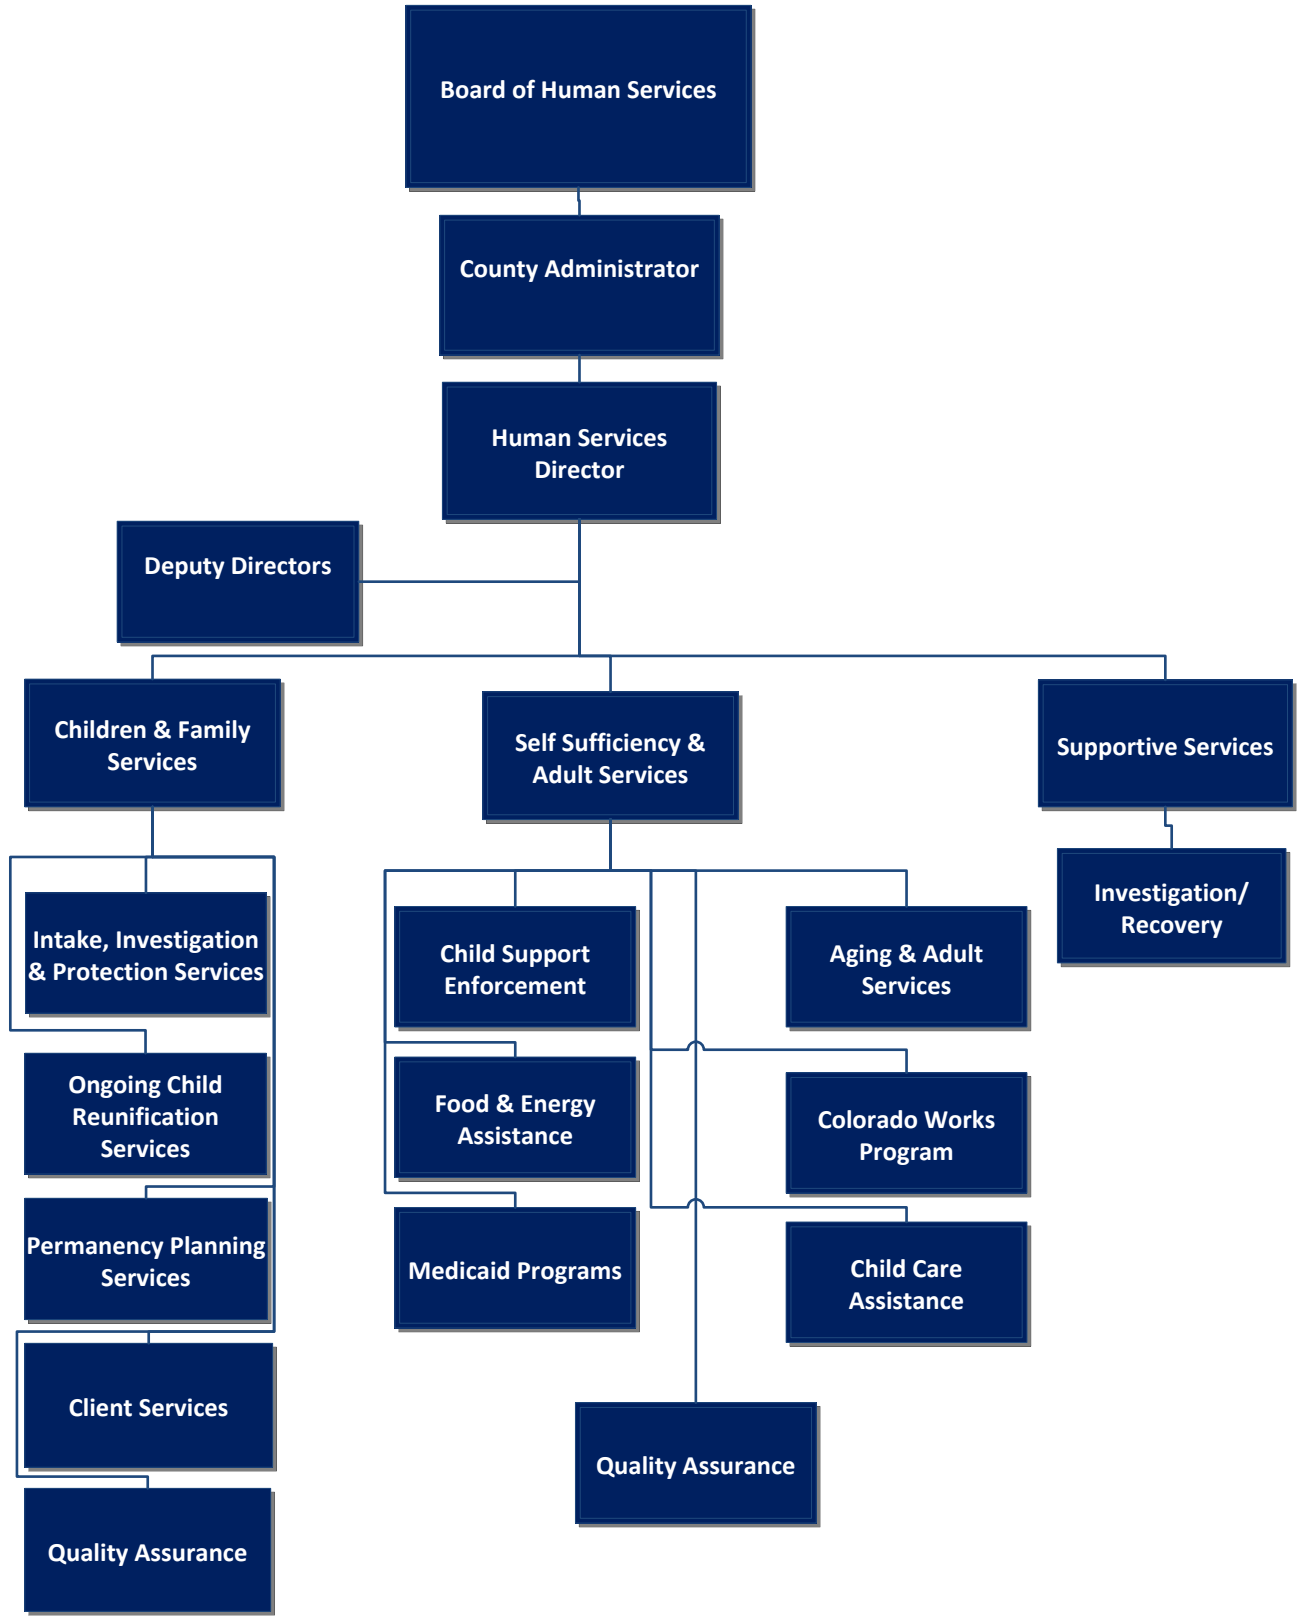 Board of Human Services
County Administrator
Human Services
Director
Deputy Directors
Children & Family
Services
Self Sufficiency &
Adult Services
Supportive Services
Intake, Investigation
& Protection Services
Ongoing Child
Reunification
Services
Permanency Planning
Services
Client Services
Quality Assurance
Child Support
Enforcement
Food & Energy
Assistance
Medicaid Programs
Aging & Adult
Services
Colorado Works
Program
Child Care
Assistance
Quality Assurance
Investigation/
Recovery